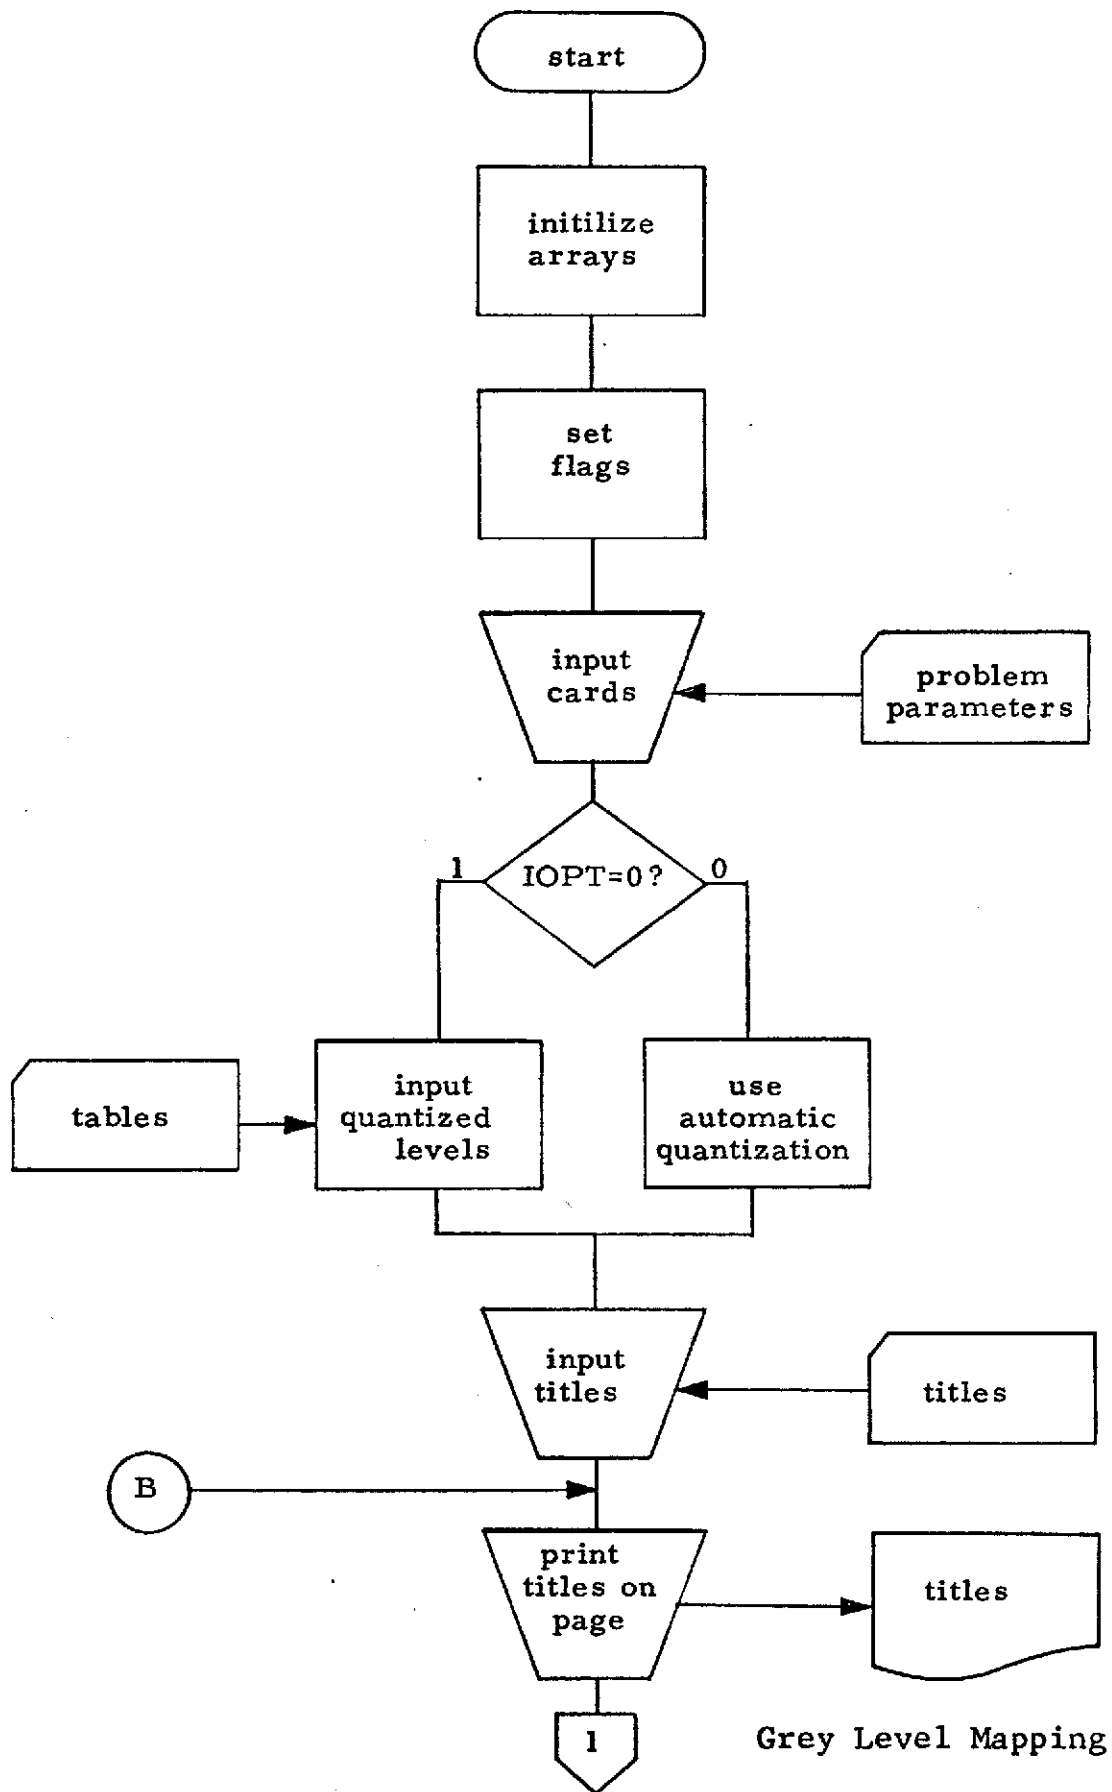 start
initilize
arrays
set
flags
input
cards
problem
parameters
1
IOPT=0?
0
tables
input
quantized
levels
use
automatic
quantization
input
titles
titles
B
print
titles on
page
titles
1
Grey Level Mapping